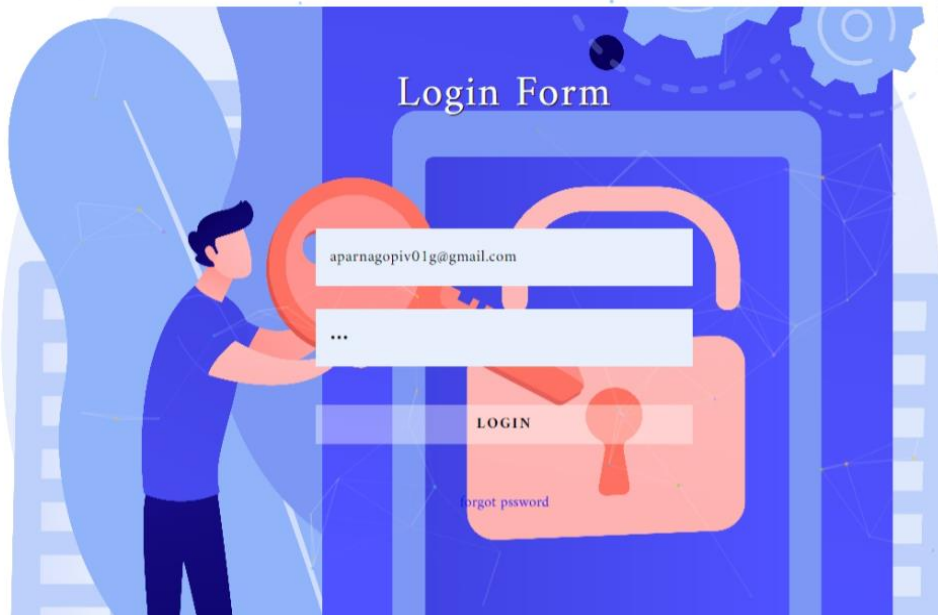 Login Form
aparnagopiv01g@gmail.com
•••
LOGIN
forgot pssword